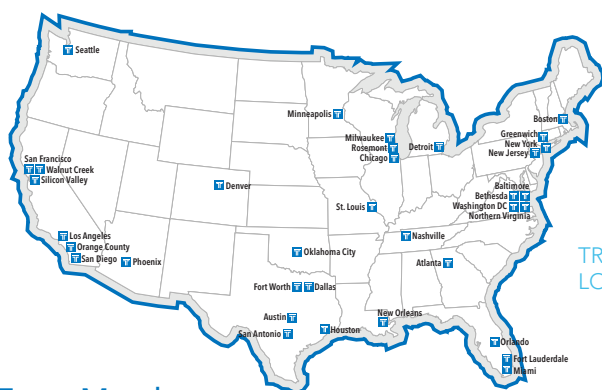 Seattle
Minneapolis
Boston
Milwaukee
Greenwich
Rosemont
Detroit
New York
Chicago
New Jersey
San Francisco
Walnut Creek
Silicon Valley
Denver
Baltimore
Bethesda
St. Louis
Washington DC
Northern Virginia
Los Angeles
Nashville
Orange County
Oklahoma City
San Diego
Phoenix
Atlanta
TR
LO
Fort Worth
Dallas
Austin
New Orleans
San Antonio
Houston
Orlando
Fort Lauderdale
Miami